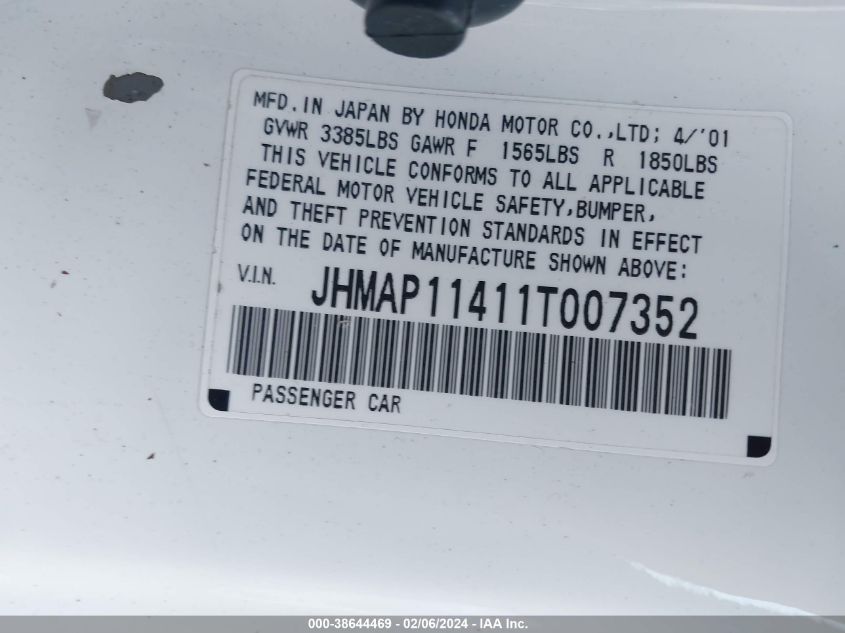 MFD.IN JAPAN BY HONDA MOTOR CO.,LTD; 4/'01
GVWR 3385LBS GAWR F 1565LBS R 1850LBS
THIS VEHICLE CONFORMS TO ALL APPLICABLE
FEDERAL MOTOR VEHICLE SAFETY,BUMPER,
AND THEFT PREVENTION STANDARDS IN EFFECT
ON THE DATE OF MANUFACTURE SHOWN ABOVE:
V.I.N. JHMAP11411T007352
PASSENGER CAR
000-38644469 - 02/06/2024 - IAA Inc.